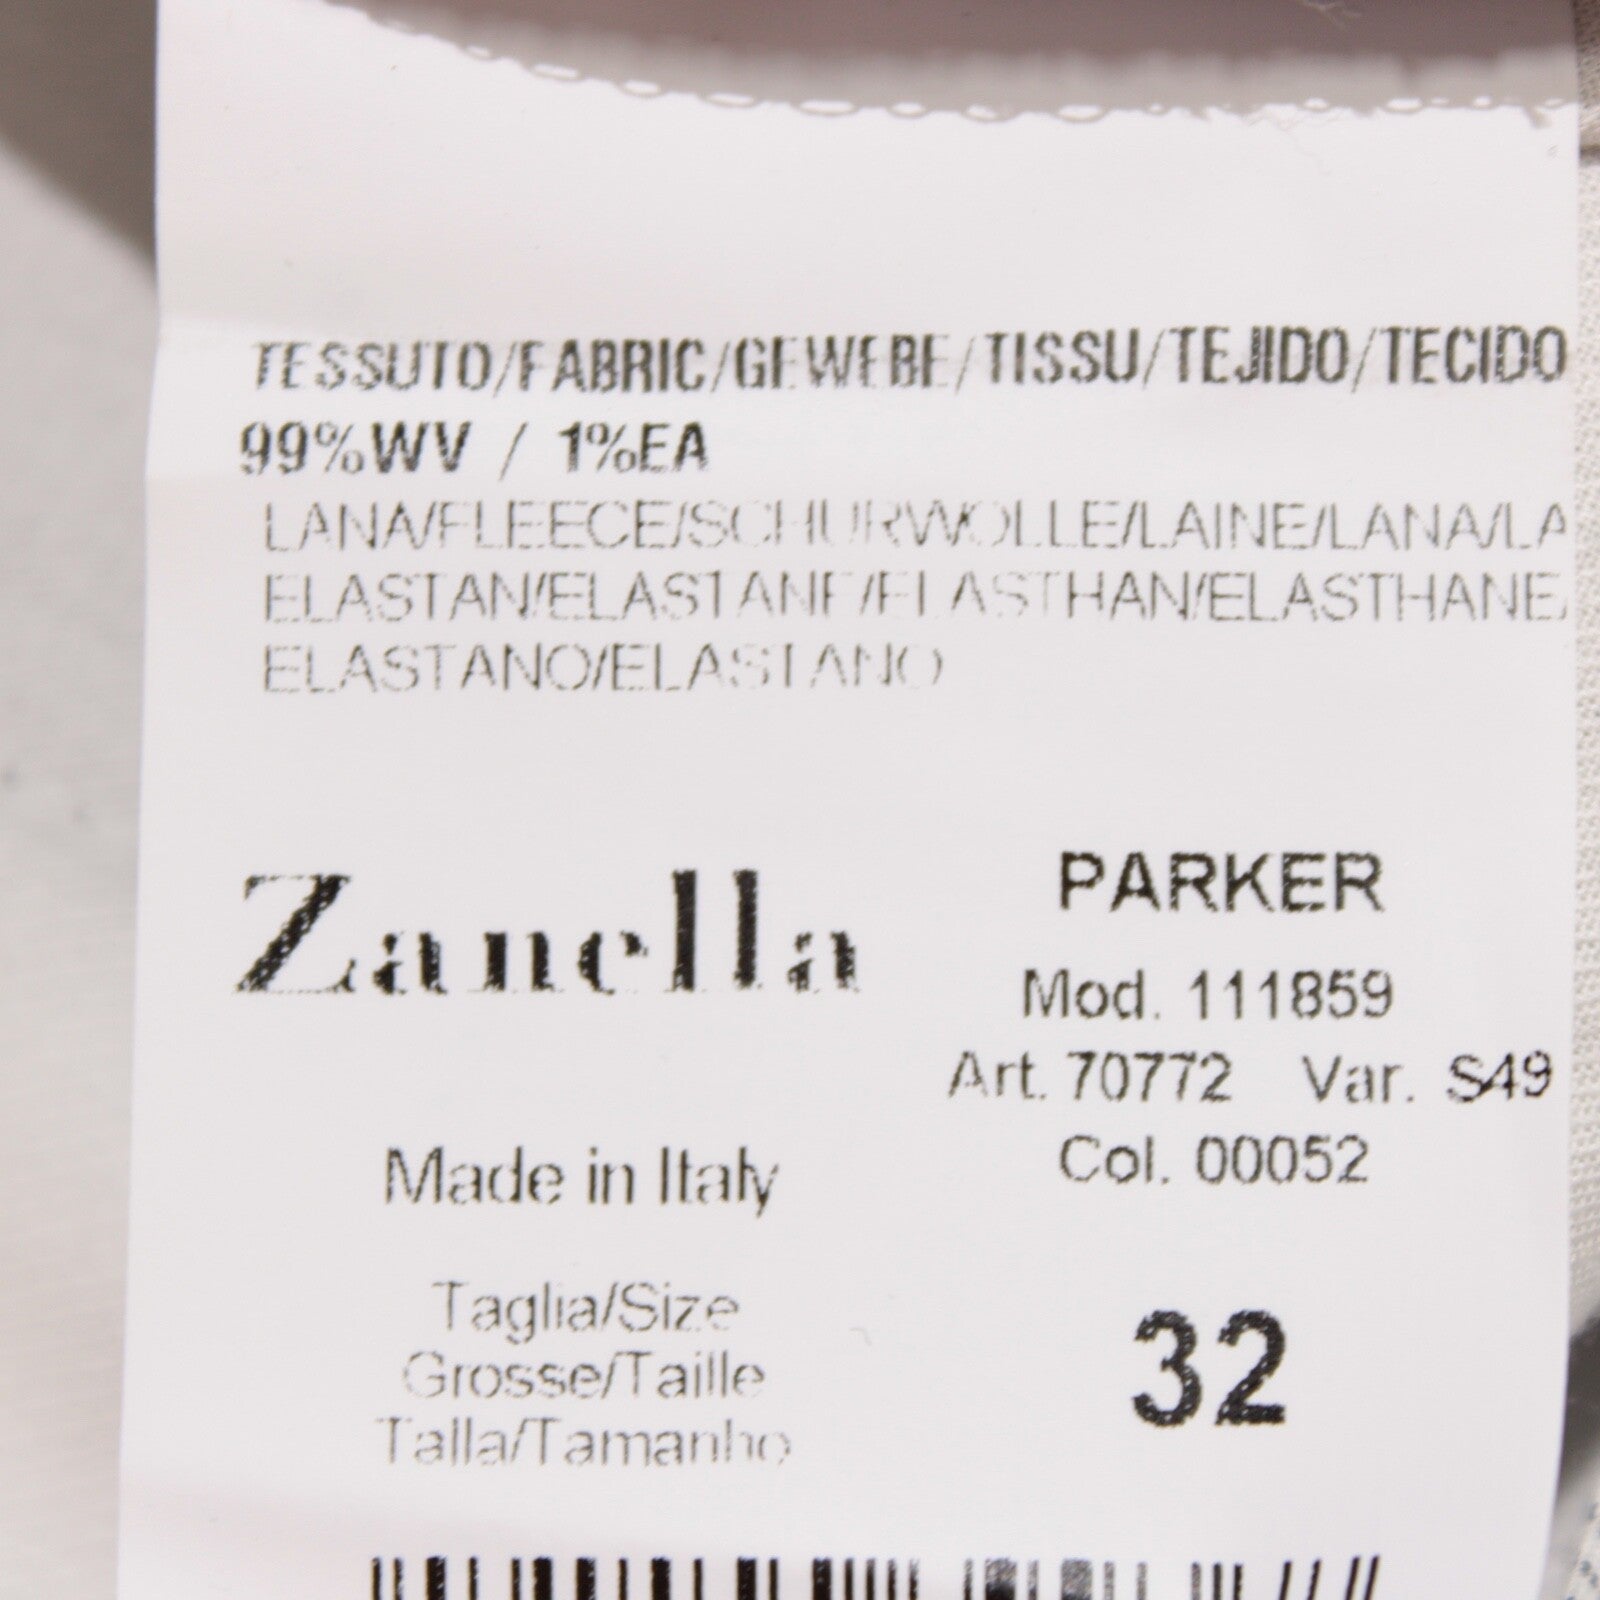 TESSUTO/FABRIC/GEWEBE/TISSU/TEJIDO/TECIDO
99%WV / 1%EA
LANA/FLEECE/SCHURWOLLE/LAINE/LANA/LA
ELASTAN/ELASTANE/ELASTHAN/ELASTHANE/
ELASTANO/ELASTANO
Zanella
PARKER
Mod. 111859
Art. 70772 Var. S49
Col. 00052
Made in Italy
Taglia/Size
Grosse/Taille
Talla/Tamanho
32